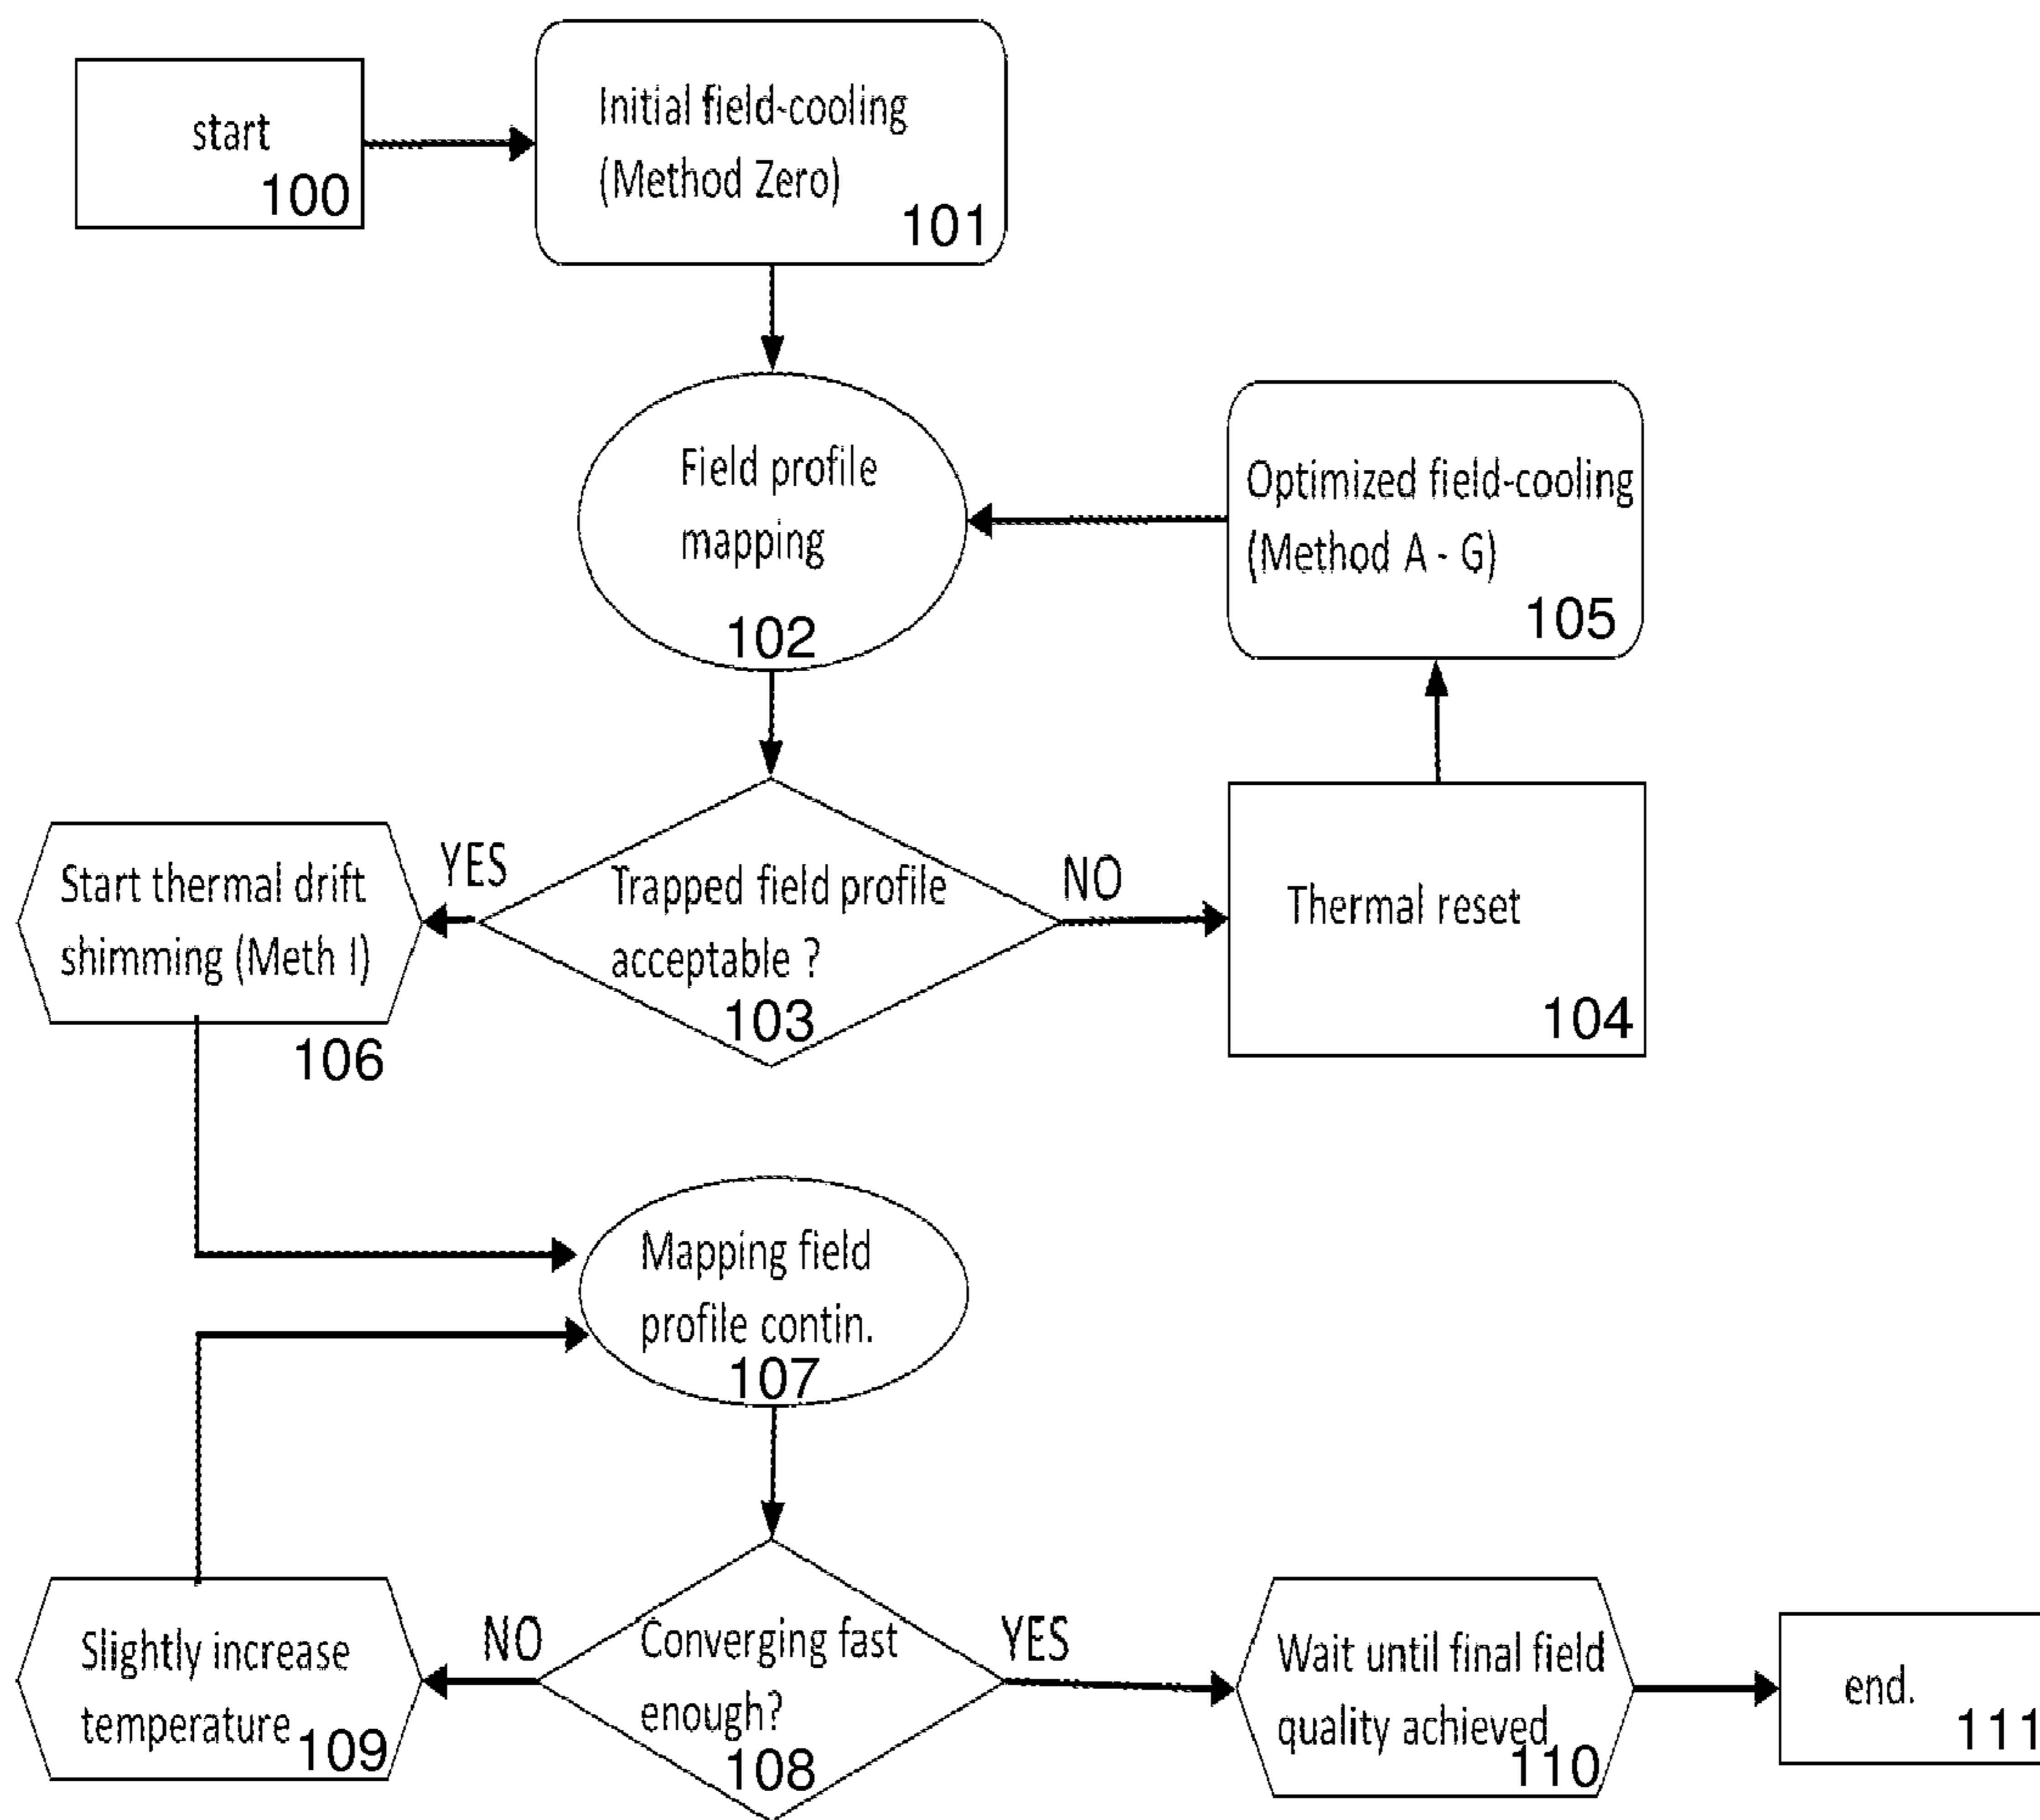 start
100
Initial field-cooling
(Method Zero)
101
Field profile
mapping
102
Optimized field-cooling
(Method A - G)
105
Trapped field profile
acceptable ?
103
YES
NO
Start thermal drift
shimming (Meth I)
106
Thermal reset
104
Mapping field
profile contin.
107
Converging fast
enough?
108
NO
YES
Slightly increase
temperature
109
Wait until final field
quality achieved
110
end.
111